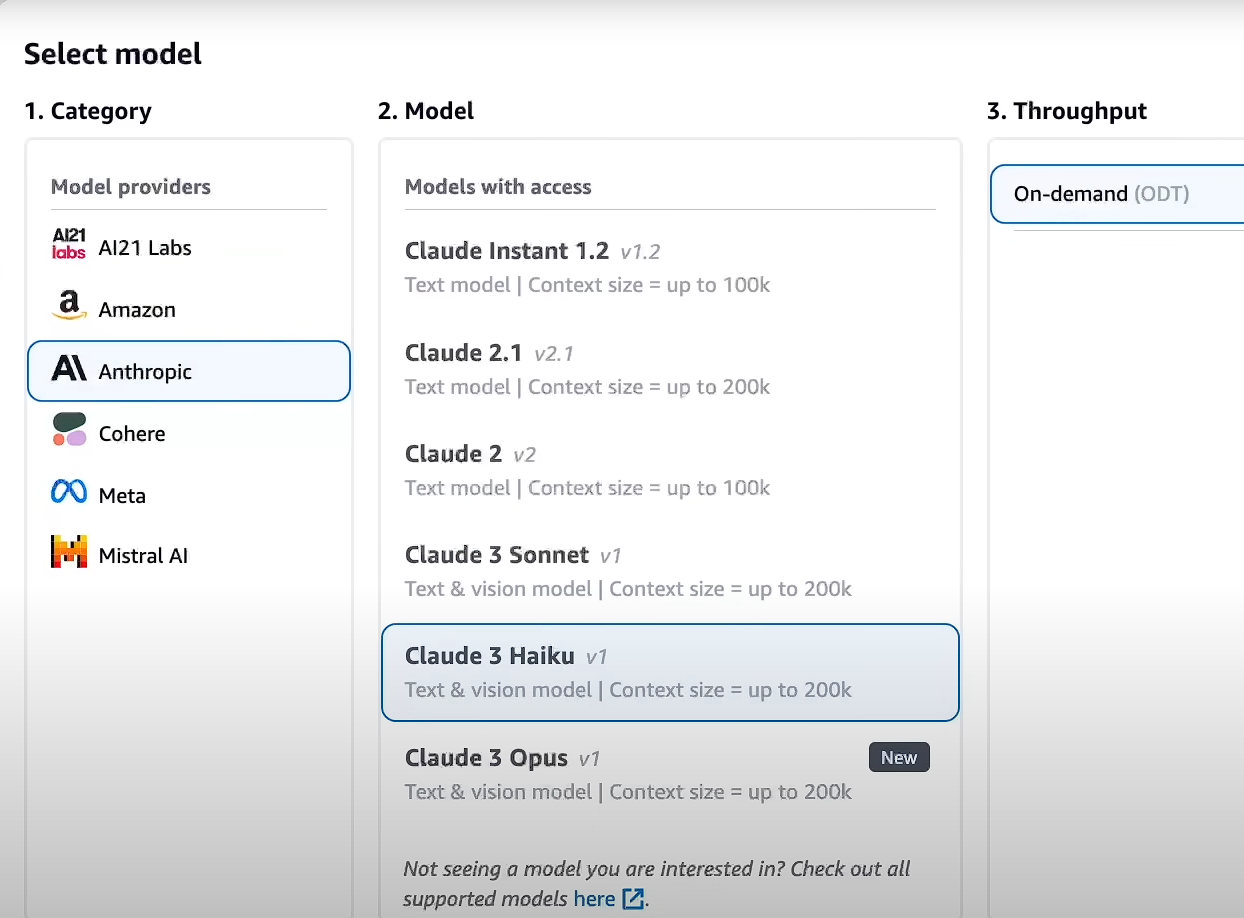 Select model
1. Category
Model providers
AI21 labs AI21 Labs
a Amazon
A\ Anthropic
Cohere
Meta
Mistral AI
2. Model
Models with access
Claude Instant 1.2 v1.2
Text model | Context size = up to 100k
Claude 2.1 v2.1
Text model | Context size = up to 200k
Claude 2 v2
Text model | Context size = up to 100k
Claude 3 Sonnet v1
Text & vision model | Context size = up to 200k
Claude 3 Haiku v1
Text & vision model | Context size = up to 200k
Claude 3 Opus v1 New
Text & vision model | Context size = up to 200k
Not seeing a model you are interested in? Check out all
supported models here.
3. Throughput
On-demand (ODT)